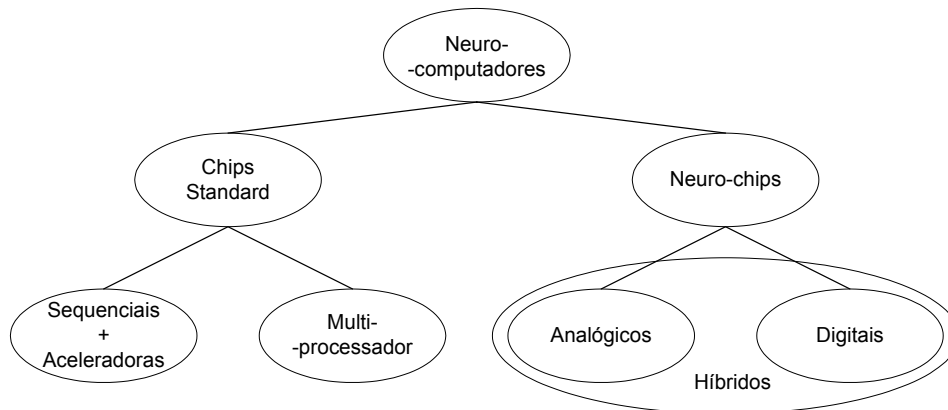 Neuro-
-computadores
Chips
Standard
Neuro-chips
Sequenciais
+
Aceleradoras
Multi-
-processador
Analógicos
Digitais
Híbridos